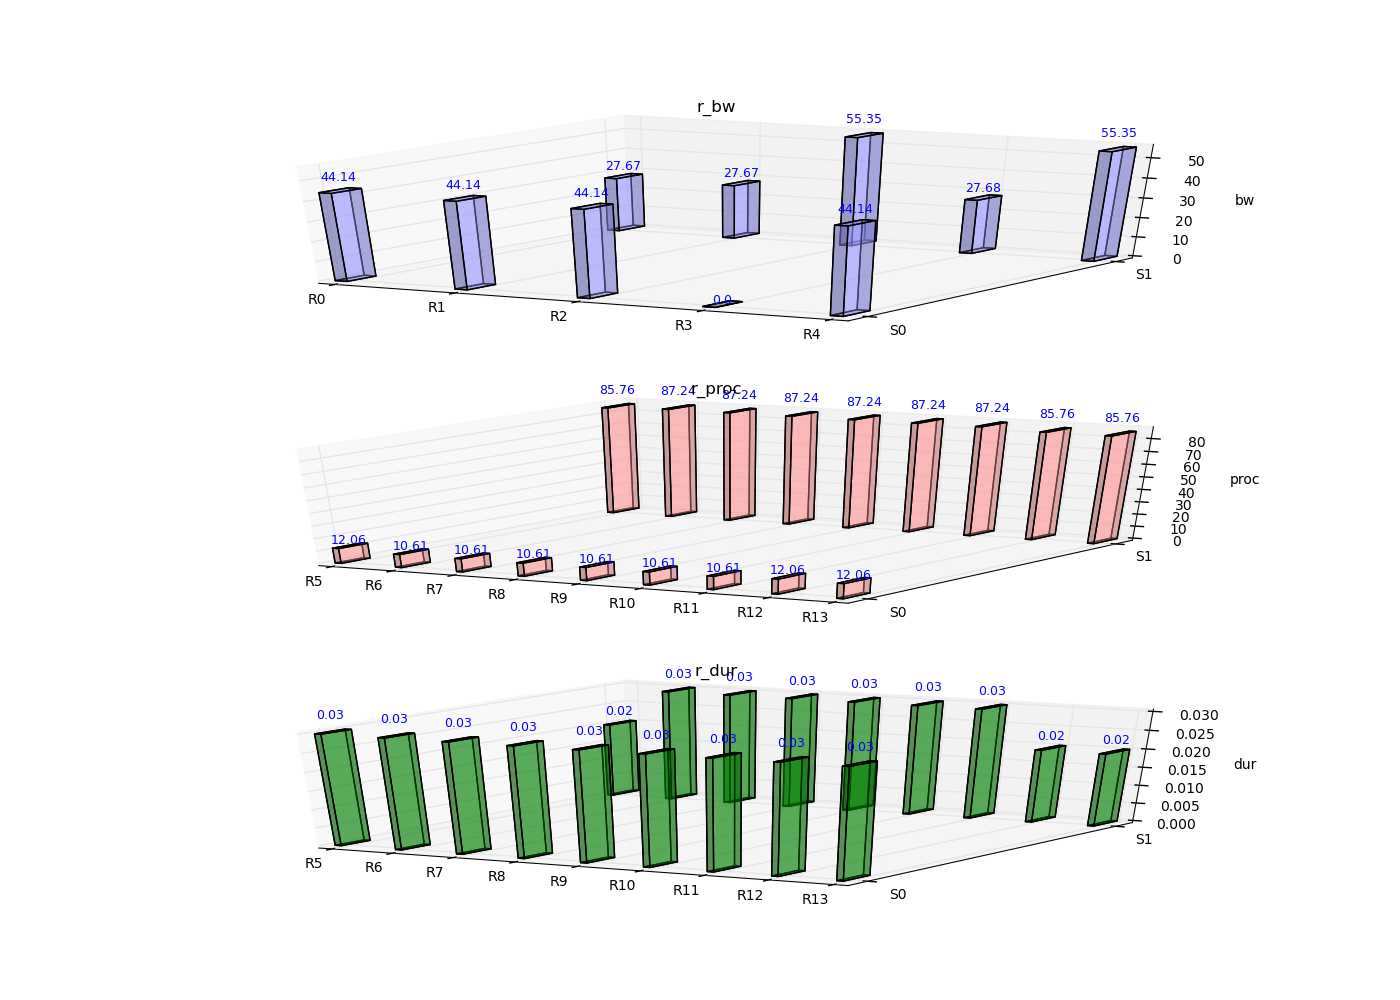 r_bw
55.35
55.35
27.67
27.67
44.14
44.14
44.14
27.68
44.14
0.0
50
40
30
20
10
0
bw
R0
R1
R2
R3
R4
S0
S1
r_proc
85.76
87.24
87.24
87.24
87.24
87.24
87.24
85.76
85.76
12.06
10.61
10.61
10.61
10.61
10.61
10.61
12.06
12.06
80
70
60
50
40
30
20
10
0
proc
R5
R6
R7
R8
R9
R10
R11
R12
R13
S0
S1
r_dur
0.02
0.03
0.03
0.03
0.03
0.03
0.03
0.02
0.02
0.03
0.03
0.03
0.03
0.03
0.03
0.03
0.03
0.03
0.030
0.025
0.020
0.015
0.010
0.005
0.000
dur
R5
R6
R7
R8
R9
R10
R11
R12
R13
S0
S1